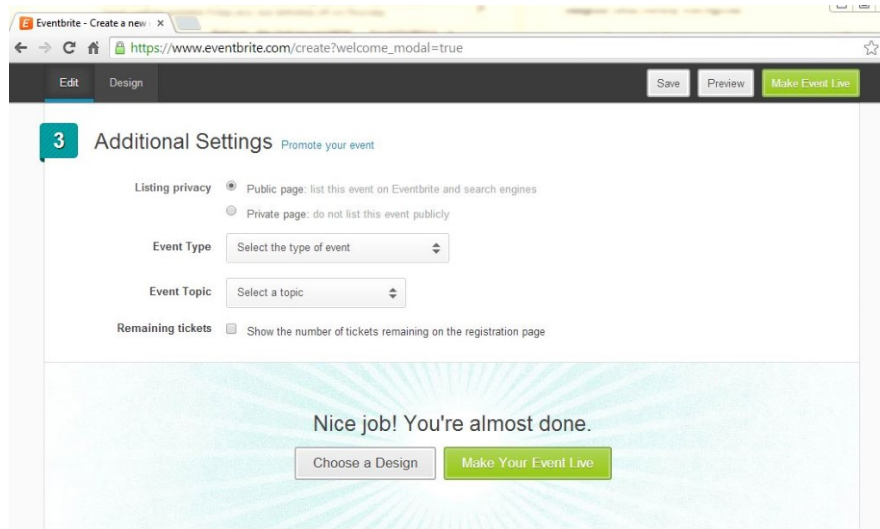 E Eventbrite - Create a new
https://www.eventbrite.com/create?welcome_modal=true
Edit Design Save Preview Make Event Live
3 Additional Settings Promote your event
Listing privacy Public page: list this event on Eventbrite and search engines
Private page: do not list this event publicly
Event Type Select the type of event
Event Topic Select a topic
Remaining tickets Show the number of tickets remaining on the registration page
Nice job! You're almost done.
Choose a Design Make Your Event Live